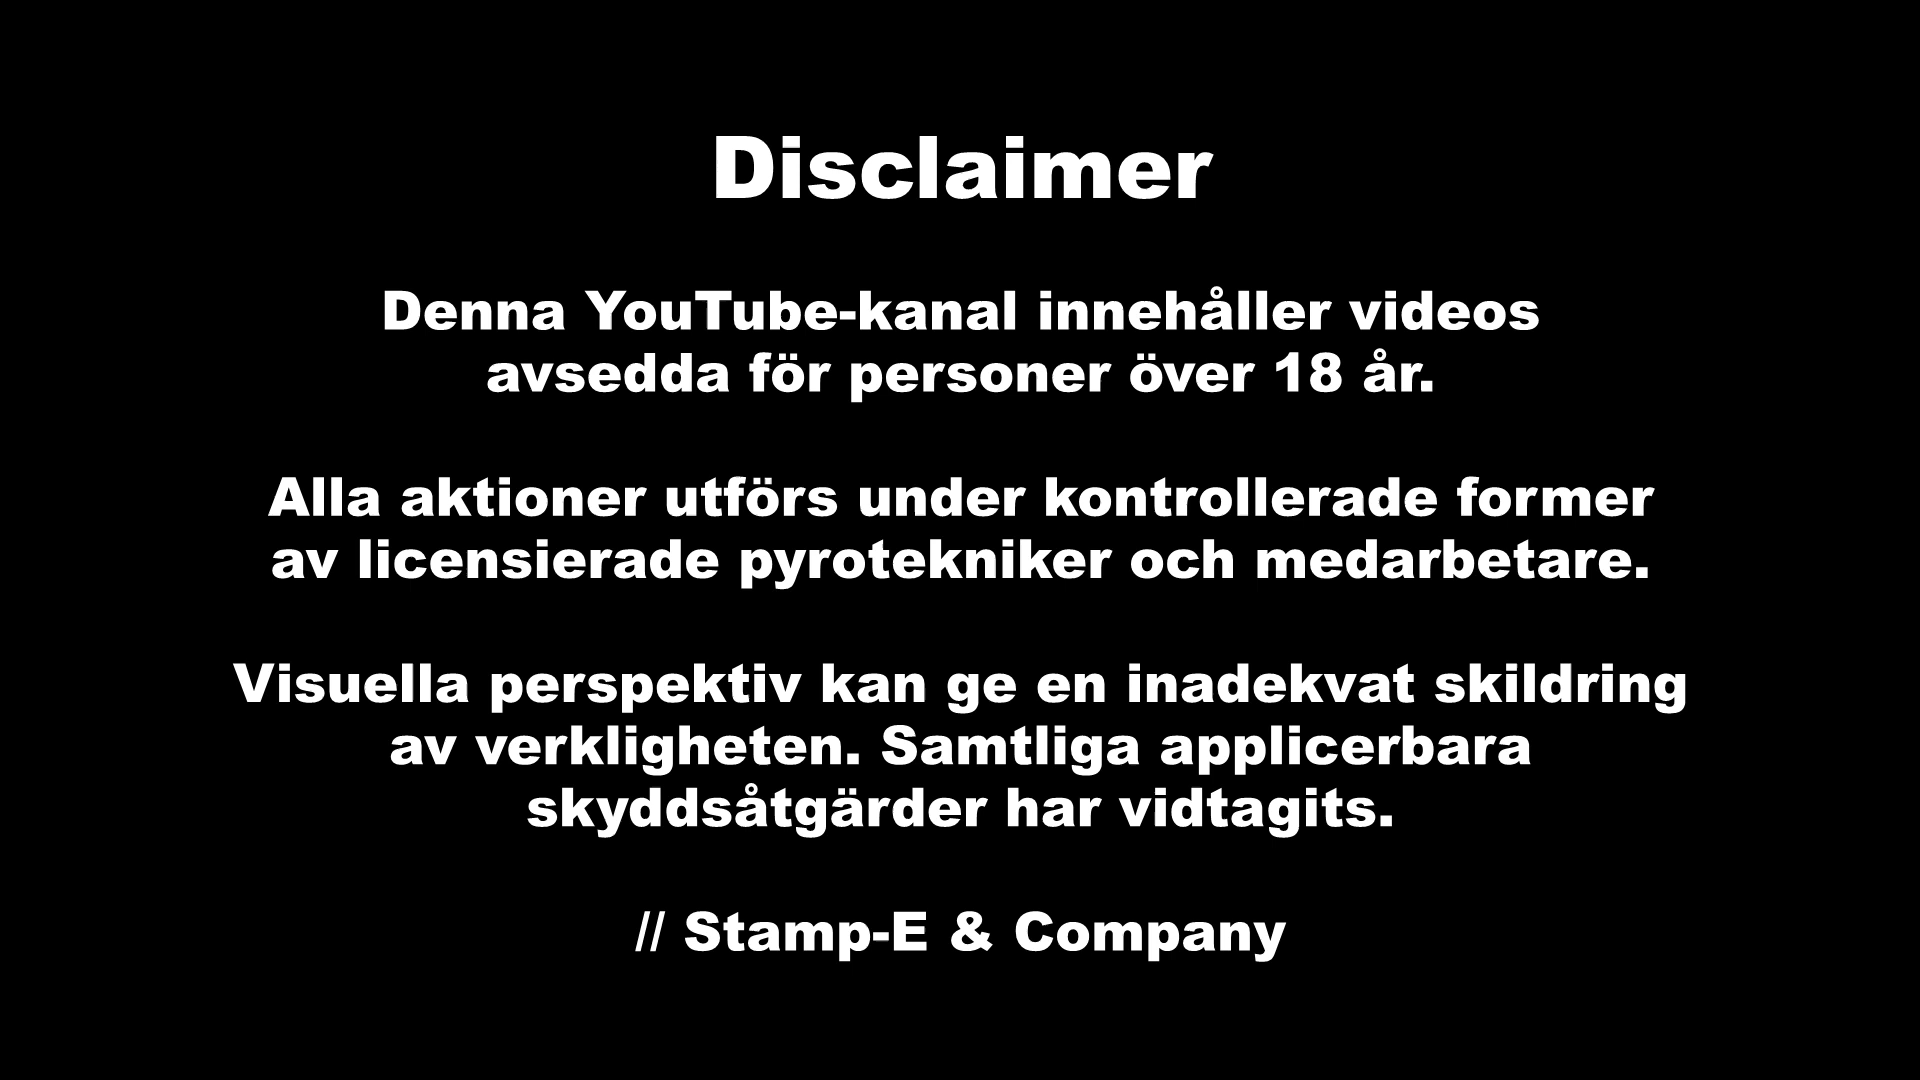 Disclaimer
Denna YouTube-kanal innehåller videos
avsedda för personer över 18 år.
Alla aktioner utförs under kontrollerade former
av licensierade pyrotekniker och medarbetare.
Visuella perspektiv kan ge en inadekvat skildring
av verkligheten. Samtliga applicerbara
skyddsåtgärder har vidtagits.
// Stamp-E & Company